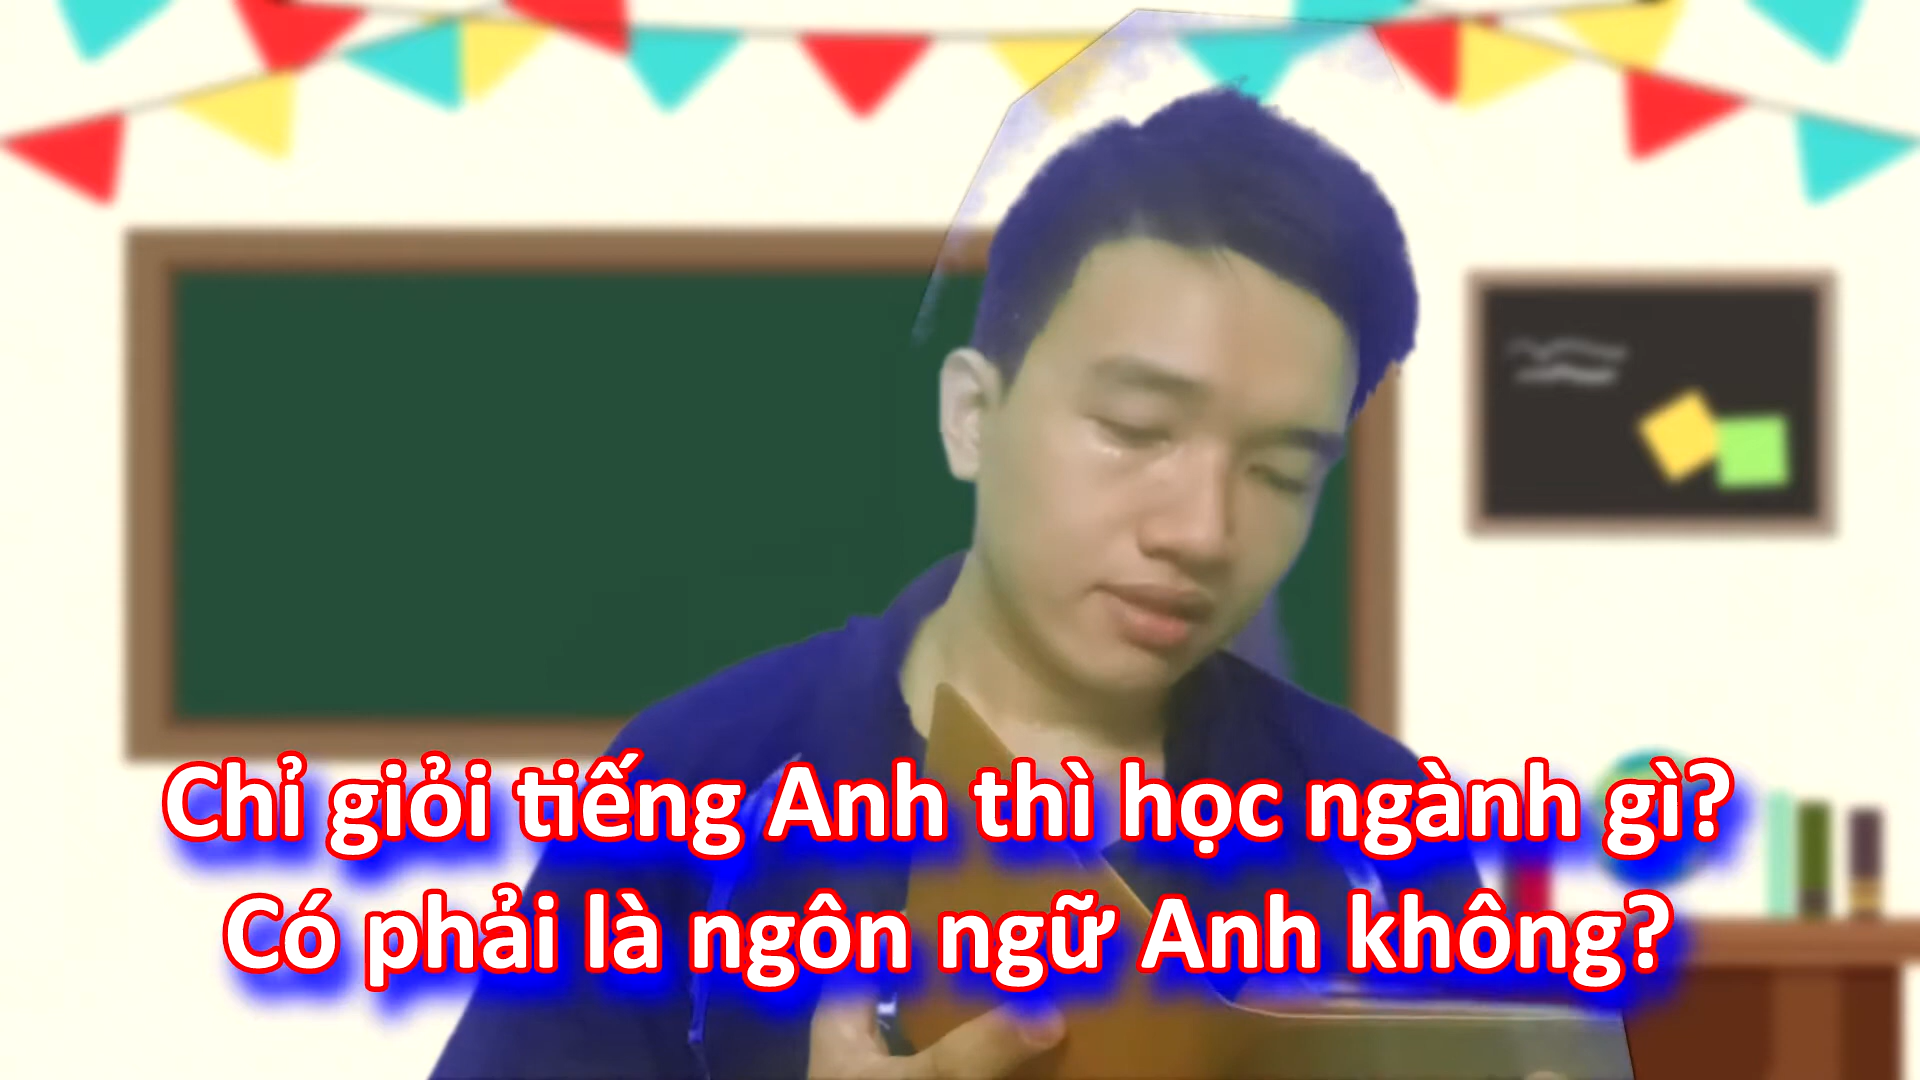 Chỉ giỏi tiếng Anh thì học ngành gì?
Có phải là ngôn ngữ Anh không?